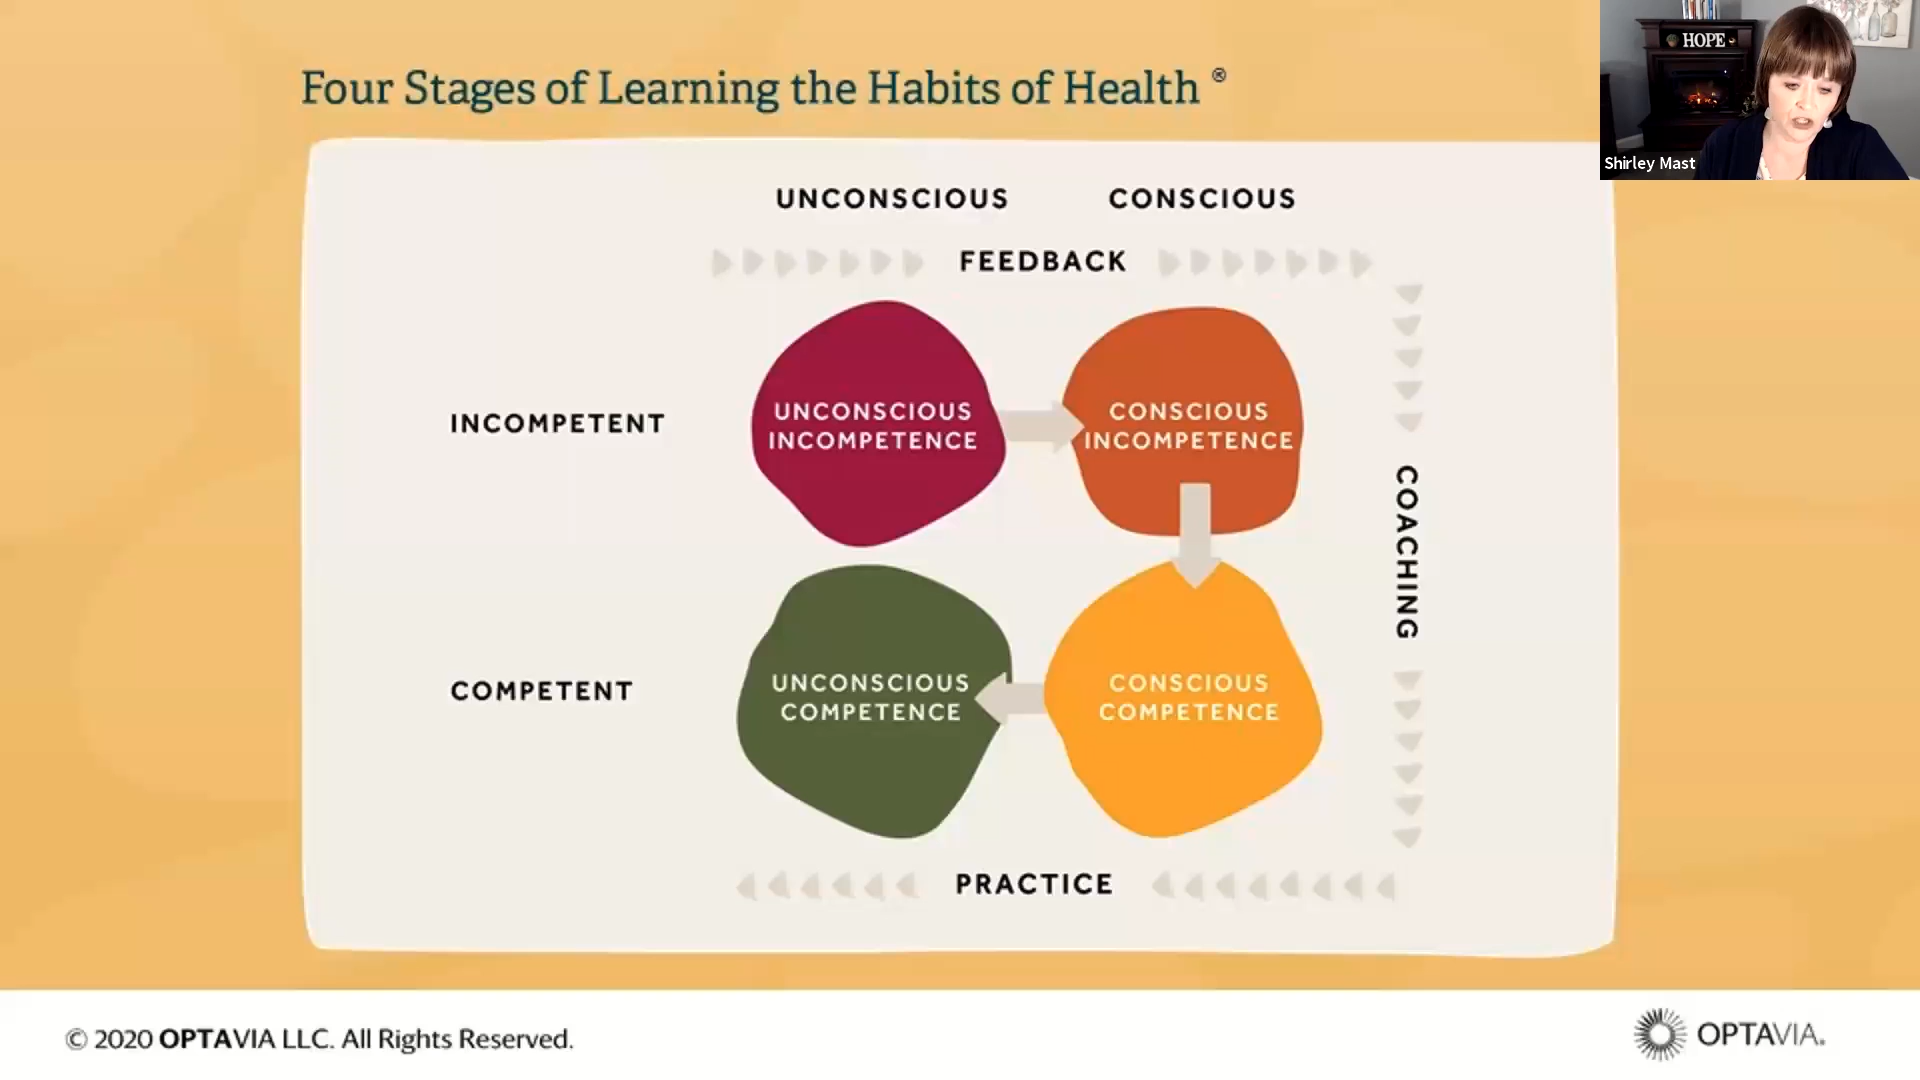 Four Stages of Learning the Habits of Health ®
HOPE
Shirley Mast
UNCONSCIOUS CONSCIOUS
FEEDBACK
INCOMPETENT
UNCONSCIOUS
INCOMPETENCE
CONSCIOUS
INCOMPETENCE
COACHING
COMPETENT
UNCONSCIOUS
COMPETENCE
CONSCIOUS
COMPETENCE
PRACTICE
© 2020 OPTAVIA LLC. All Rights Reserved.
OPTAVIA®